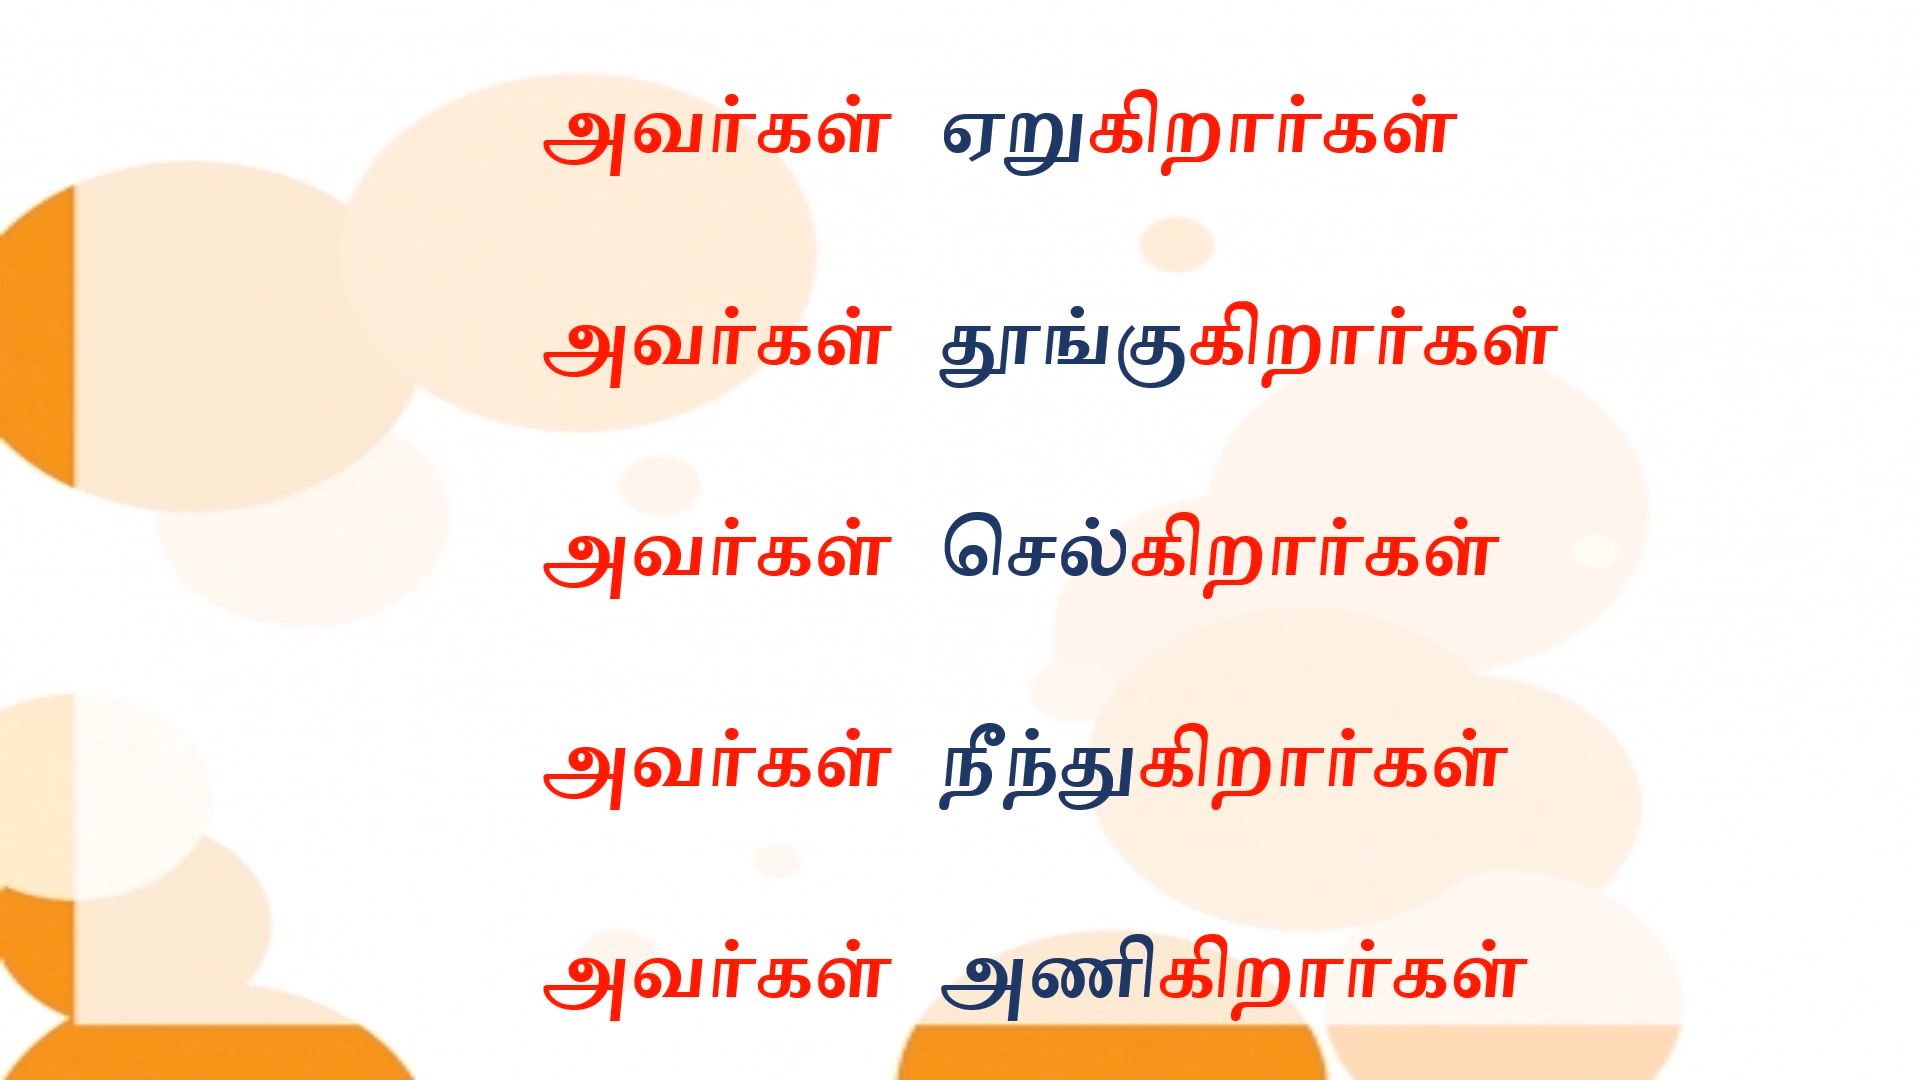 அவர்கள் ஏறுகிறார்கள்
அவர்கள் தூங்குகிறார்கள்
அவர்கள் செல்கிறார்கள்
அவர்கள் நீந்துகிறார்கள்
அவர்கள் அணிகிறார்கள்